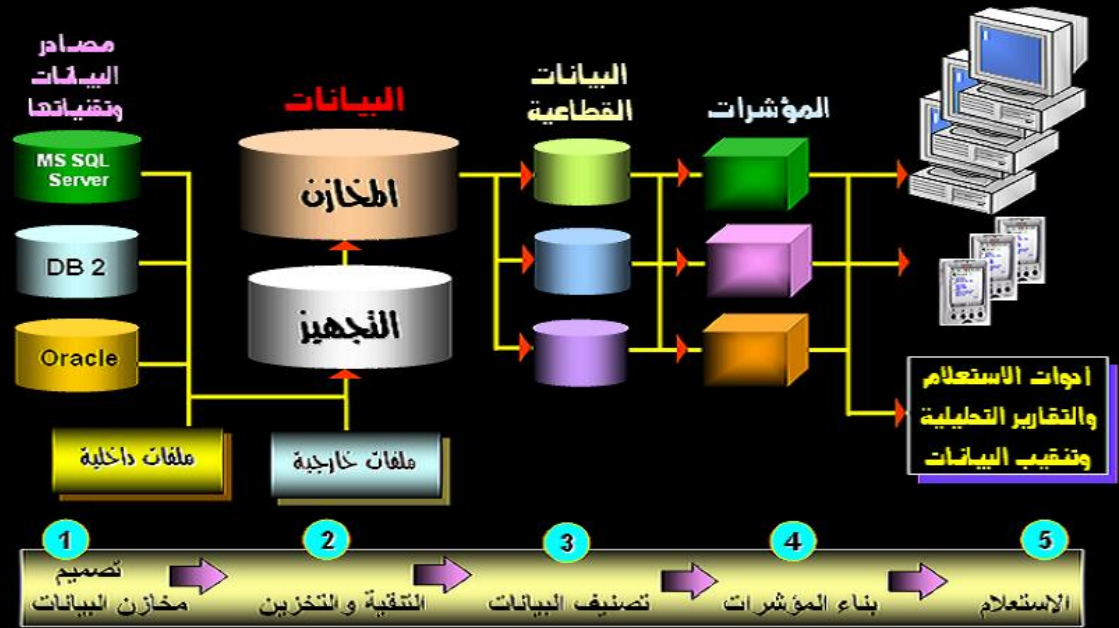 مصادر
البيانات
وتقنياتها
MS SQL
Server
DB 2
Oracle
ملفات داخلية
البيانات
المخازن
التجهيز
ملفات خارجية
البيانات
القطاعية
المؤشرات
أدوات الاستعلام
والتقارير التحليلية
وتنقيب البيانات
1
تصميم
مخازن البيانات
2
التنقية والتخزين
3
تصنيف البيانات
4
بناء المؤشرات
5
الاستعلام